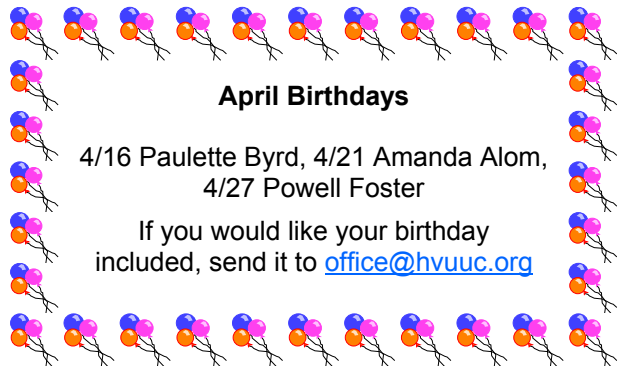 April Birthdays
4/16 Paulette Byrd, 4/21 Amanda Alom,
4/27 Powell Foster
If you would like your birthday
included, send it to office@hvuuc.org